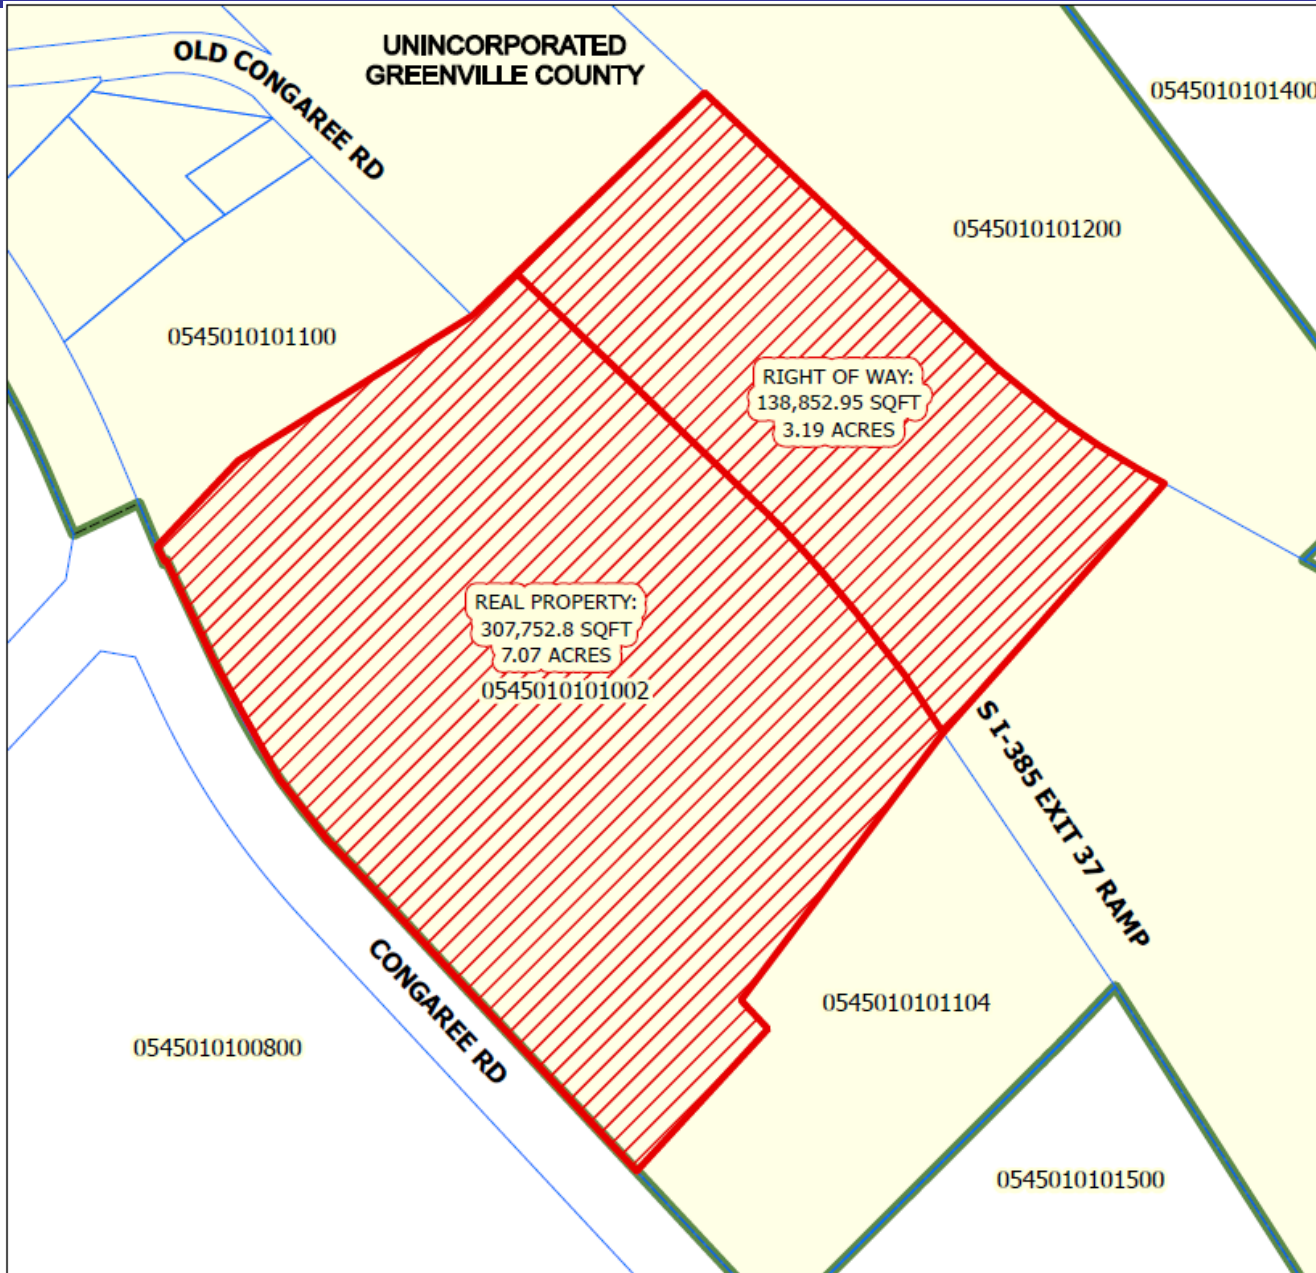 UNINCORPORATED
GREENVILLE COUNTY
OLD CONGAREE RD
0545010101400
0545010101200
0545010101100
RIGHT OF WAY:
138,852.95 SQFT
3.19 ACRES
REAL PROPERTY:
307,752.8 SQFT
7.07 ACRES
0545010101002
S I-385 EXIT 37 RAMP
CONGAREE RD
0545010101104
0545010100800
0545010101500